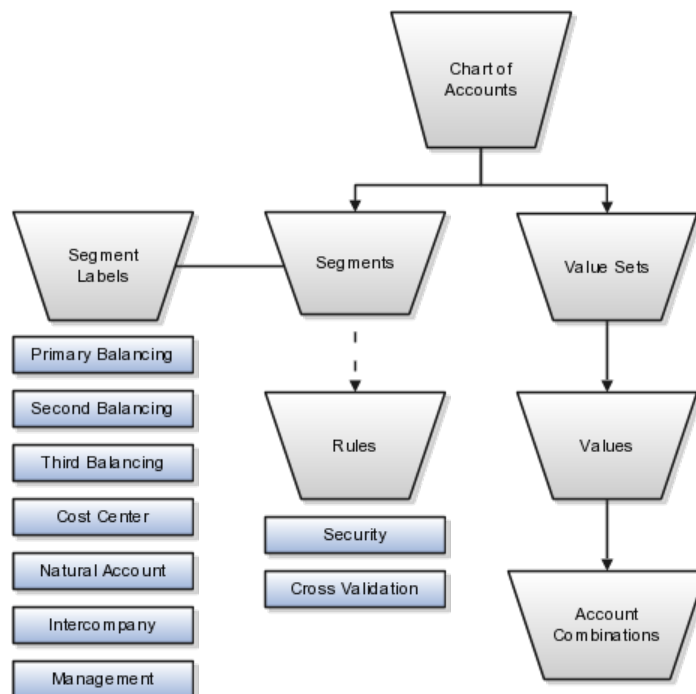 Chart of
Accounts
Segment
Labels
Segments
Value Sets
Primary Balancing
Second Balancing
Third Balancing
Cost Center
Natural Account
Intercompany
Management
Rules
Security
Cross Validation
Values
Account
Combinations